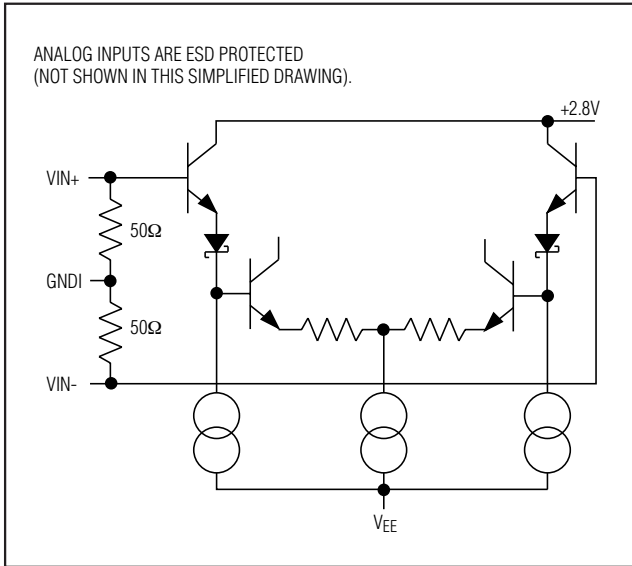 ANALOG INPUTS ARE ESD PROTECTED
(NOT SHOWN IN THIS SIMPLIFIED DRAWING).
+2.8V
VIN+
50Ω
GNDI
50Ω
VIN-
VEE